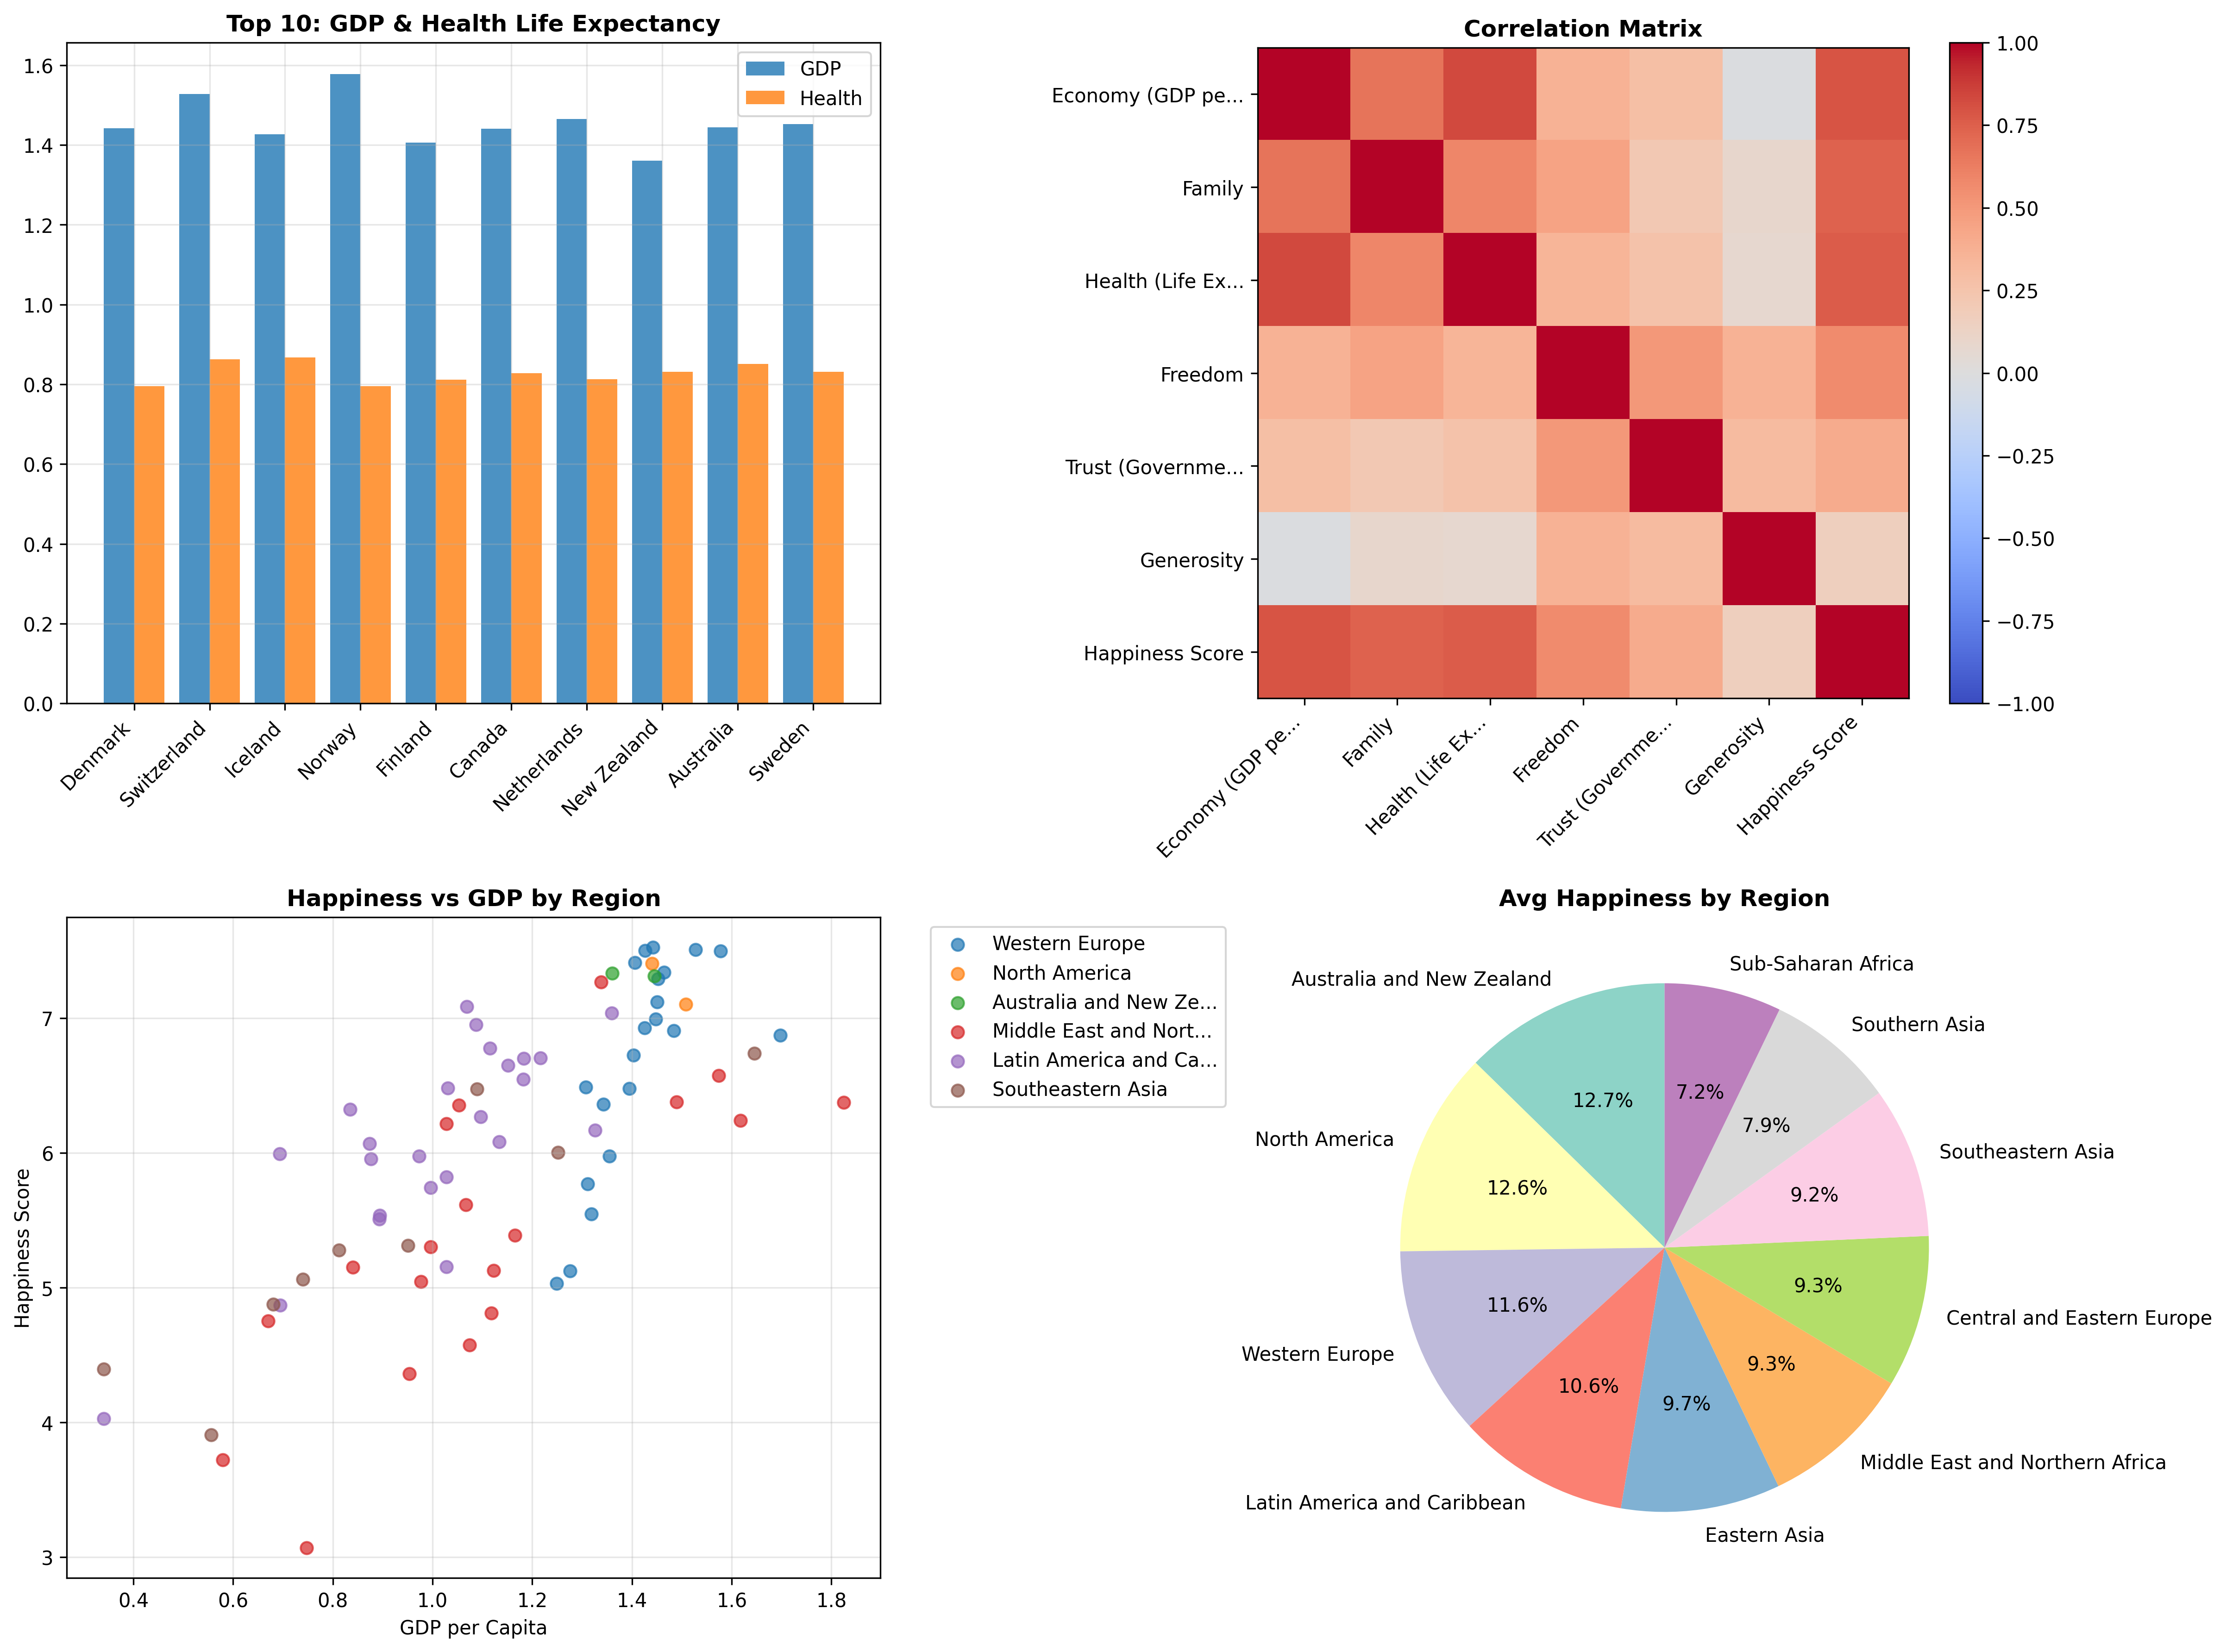 Top 10: GDP & Health Life Expectancy
1.6
1.4
1.2
1.0
0.8
0.6
0.4
0.2
0.0
GDP
Health
Denmark
Switzerland
Iceland
Norway
Finland
Canada
Netherlands
New Zealand
Australia
Sweden
Correlation Matrix
Economy (GDP pe...
Family
Health (Life Ex...
Freedom
Trust (Governme...
Generosity
Happiness Score
Economy (GDP pe...
Family
Health (Life Ex...
Freedom
Trust (Governme...
Generosity
Happiness Score
1.00
0.75
0.50
0.25
0.00
−0.25
−0.50
−0.75
−1.00
Happiness vs GDP by Region
Happiness Score
7
6
5
4
3
0.4
0.6
0.8
1.0
1.2
1.4
1.6
1.8
GDP per Capita
Western Europe
North America
Australia and New Ze...
Middle East and Nort...
Latin America and Ca...
Southeastern Asia
Avg Happiness by Region
Australia and New Zealand
12.7%
North America
12.6%
Western Europe
11.6%
Latin America and Caribbean
10.6%
Eastern Asia
9.7%
Middle East and Northern Africa
9.3%
Central and Eastern Europe
9.3%
Southeastern Asia
9.2%
Southern Asia
7.9%
Sub-Saharan Africa
7.2%